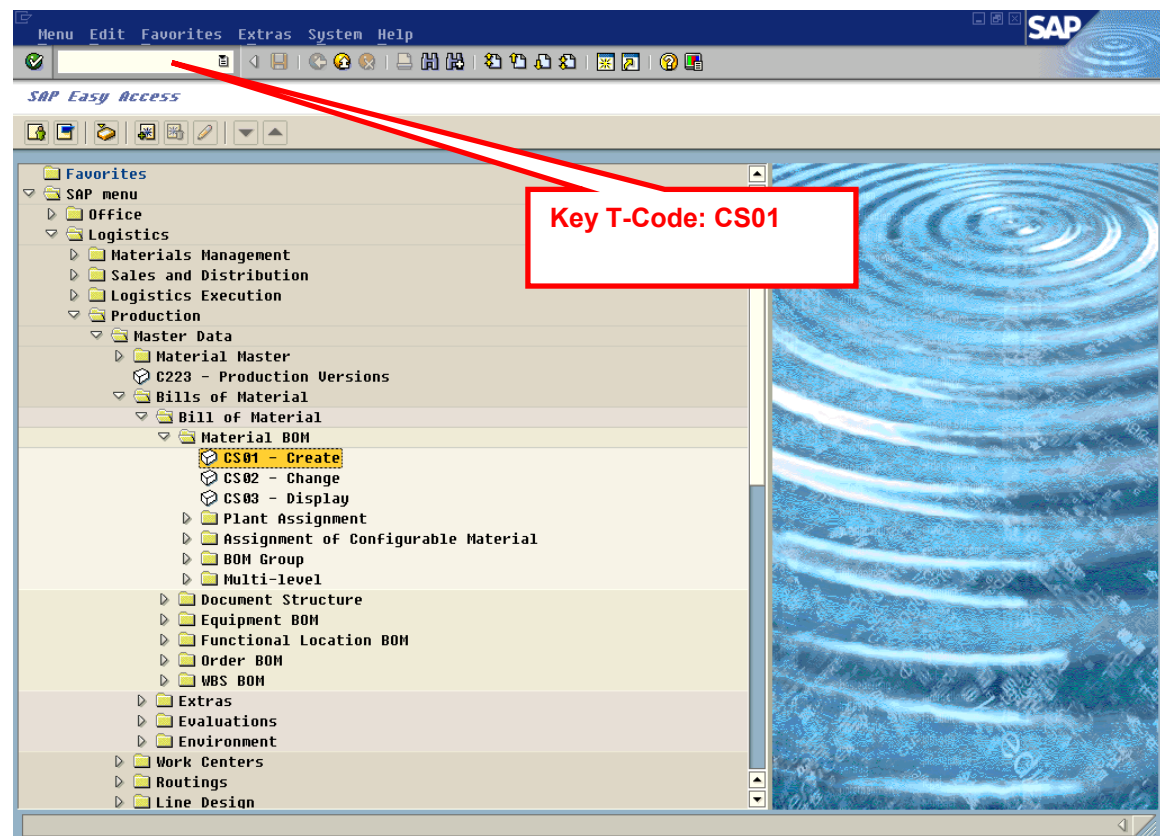 Menu Edit Favorites Extras System Help
SAP
SAP Easy Access
Favorites
SAP menu
Office
Logistics
Materials Management
Sales and Distribution
Logistics Execution
Production
Master Data
Material Master
C223 - Production Versions
Bills of Material
Bill of Material
Material BOM
CS01 - Create
CS02 - Change
CS03 - Display
Plant Assignment
Assignment of Configurable Material
BOM Group
Multi-level
Document Structure
Equipment BOM
Functional Location BOM
Order BOM
WBS BOM
Extras
Evaluations
Environment
Work Centers
Routings
Line Design
Key T-Code: CS01